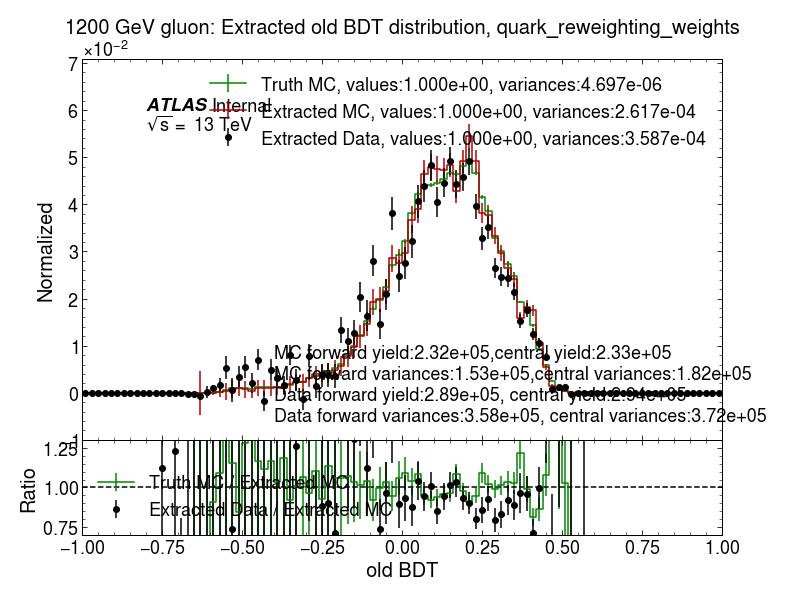 1200 GeV gluon: Extracted old BDT distribution, quark_reweighting_weights
×10⁻²
Truth MC, values:1.000e+00, variances:4.697e-06
ATLAS Internal
Extracted MC, values:1.000e+00, variances:2.617e-04
√s = 13 TeV
Extracted Data, values:1.000e+00, variances:3.587e-04
7
6
5
4
3
2
1
0
−1
Normalized
MC forward yield:2.32e+05,central yield:2.33e+05
MC forward variances:1.53e+05,central variances:1.82e+05
Data forward yield:2.89e+05, central yield:2.94e+05
Data forward variances:3.58e+05, central variances:3.72e+05
1.25
1.00
0.75
Ratio
Truth MC / Extracted MC
Extracted Data / Extracted MC
−1.00 −0.75 −0.50 −0.25 0.00 0.25 0.50 0.75 1.00
old BDT